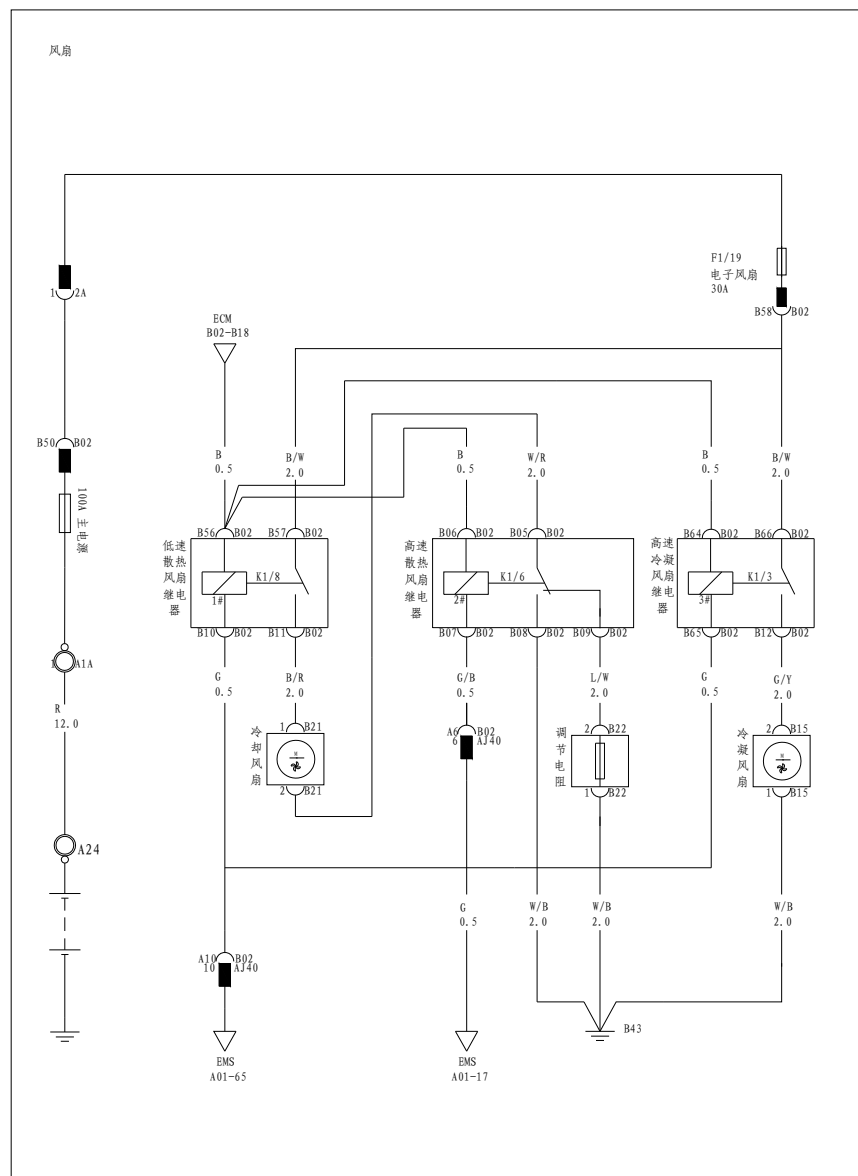 风扇
F1/19
电子风扇
30A
1 2A
B58 B02
ECM
B02-B18
B50 B02
100A 主电源
B
0.5
B/W
2.0
B
0.5
W/R
2.0
B
0.5
B/W
2.0
B56 B02
B57 B02
B06 B02
B05 B02
B64 B02
B66 B02
低速
散热
风扇
继电
器
K1/8
1#
高速
散热
风扇
继电
器
K1/6
2#
高速
冷凝
风扇
继电
器
K1/3
3#
B10 B02
B11 B02
B07 B02
B08 B02
B09 B02
B65 B02
B12 B02
1 A1A
G
0.5
B/R
2.0
G/B
0.5
L/W
2.0
G
0.5
G/Y
2.0
R
12.0
1 B21
冷却风扇
M
2 B21
A6 B02
6 AJ40
2 B22
调节电阻
1 B22
2 B15
冷凝风扇
M
1 B15
A24
G
0.5
W/B
2.0
W/B
2.0
W/B
2.0
A10 B02
10 AJ40
B43
EMS
A01-65
EMS
A01-17